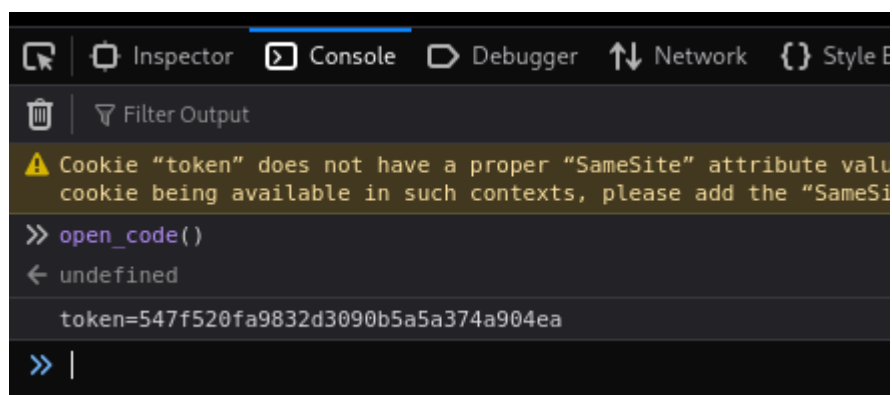 Inspector Console Debugger Network {} Style E
Filter Output
Cookie “token” does not have a proper “SameSite” attribute valu
cookie being available in such contexts, please add the “SameSi
>> open_code()
← undefined
token=547f520fa9832d3090b5a5a374a904ea
>>